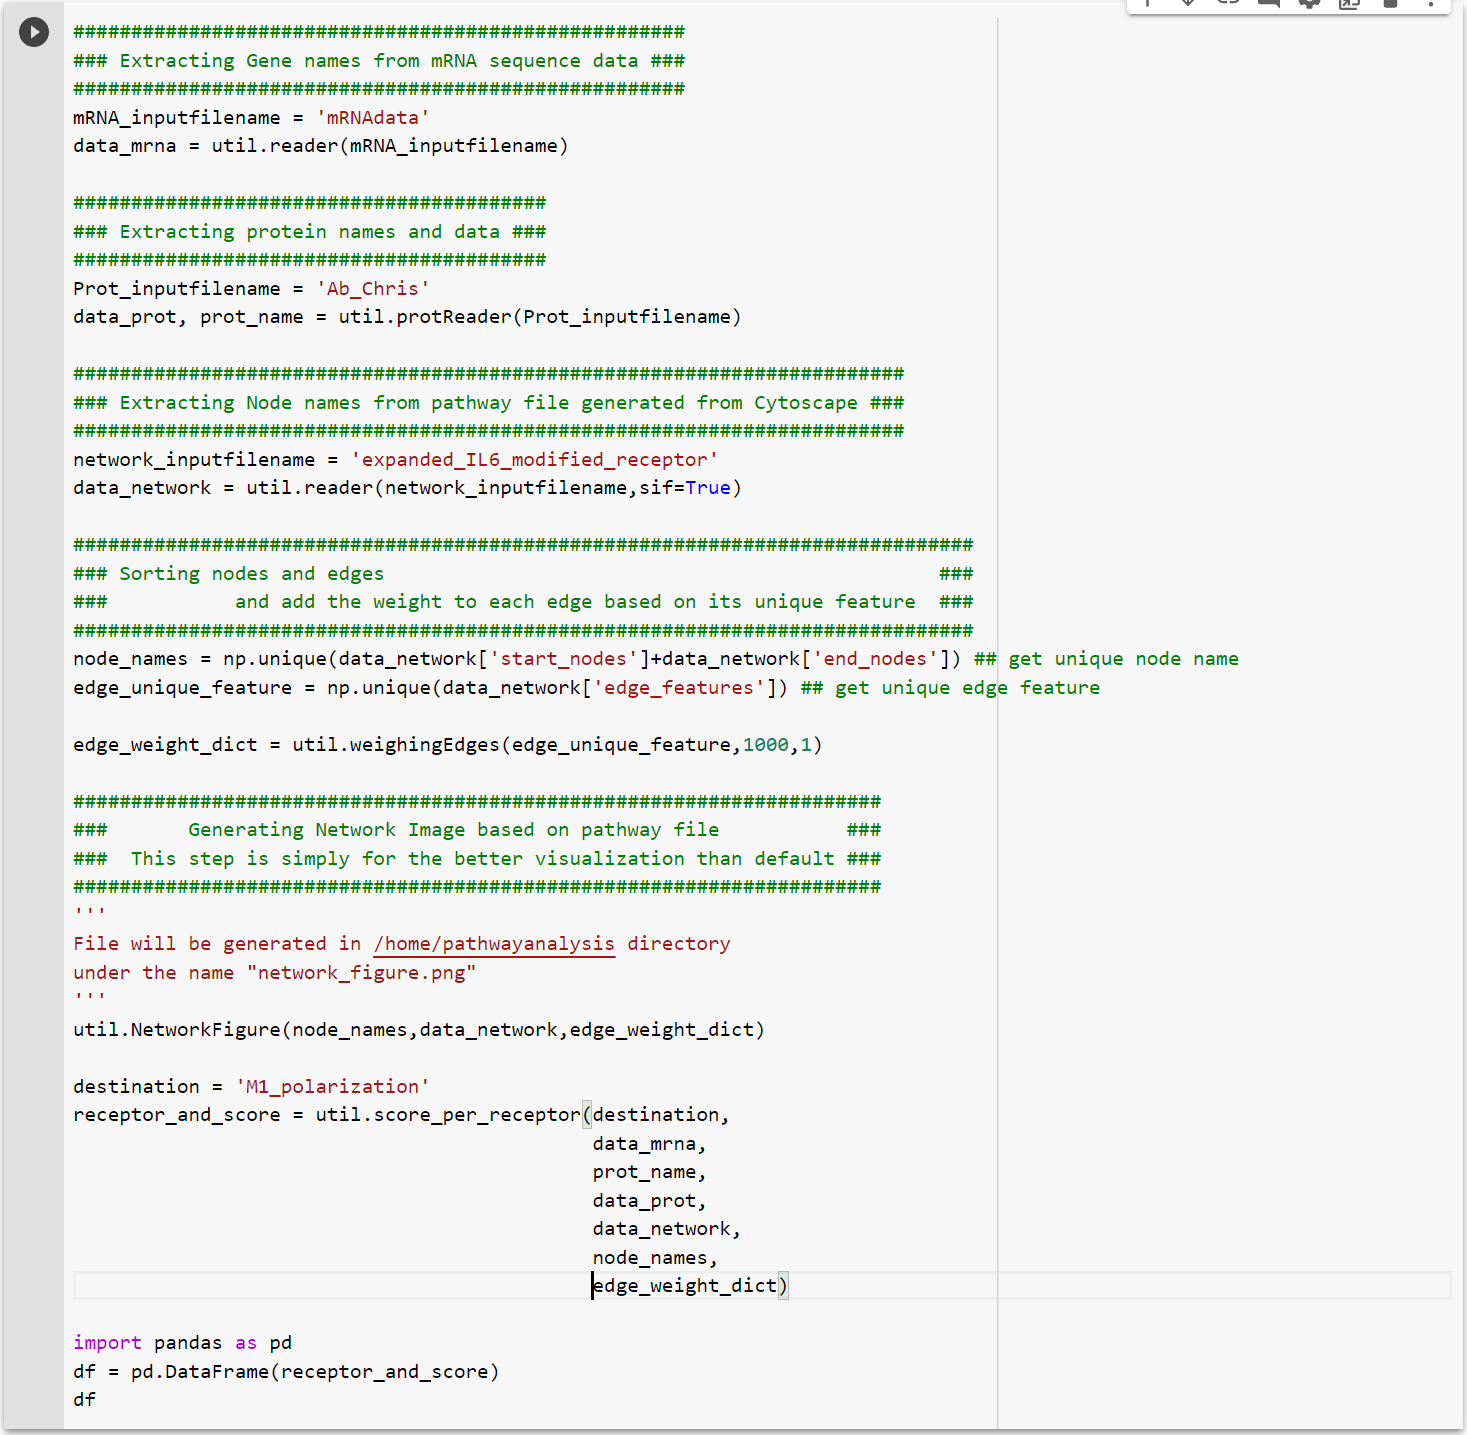 #####################################################
### Extracting Gene names from mRNA sequence data ###
#####################################################
mRNA_inputfilename = 'mRNAdata'
data_mrna = util.reader(mRNA_inputfilename)
#########################################
### Extracting protein names and data ###
#########################################
Prot_inputfilename = 'Ab_Chris'
data_prot, prot_name = util.protReader(Prot_inputfilename)
########################################################################
### Extracting Node names from pathway file generated from Cytoscape ###
########################################################################
network_inputfilename = 'expanded_IL6_modified_receptor'
data_network = util.reader(network_inputfilename,sif=True)
##############################################################################
### Sorting nodes and edges                                                ###
###           and add the weight to each edge based on its unique feature  ###
##############################################################################
node_names = np.unique(data_network['start_nodes']+data_network['end_nodes']) ## get unique node name
edge_unique_feature = np.unique(data_network['edge_features']) ## get unique edge feature
edge_weight_dict = util.weighingEdges(edge_unique_feature,1000,1)
######################################################################
###       Generating Network Image based on pathway file           ###
###  This step is simply for the better visualization than default ###
######################################################################
'''
File will be generated in /home/pathwayanalysis directory
under the name "network_figure.png"
'''
util.NetworkFigure(node_names,data_network,edge_weight_dict)
destination = 'M1_polarization'
receptor_and_score = util.score_per_receptor(destination,
                                             data_mrna,
                                             prot_name,
                                             data_prot,
                                             data_network,
                                             node_names,
                                             edge_weight_dict)
import pandas as pd
df = pd.DataFrame(receptor_and_score)
df